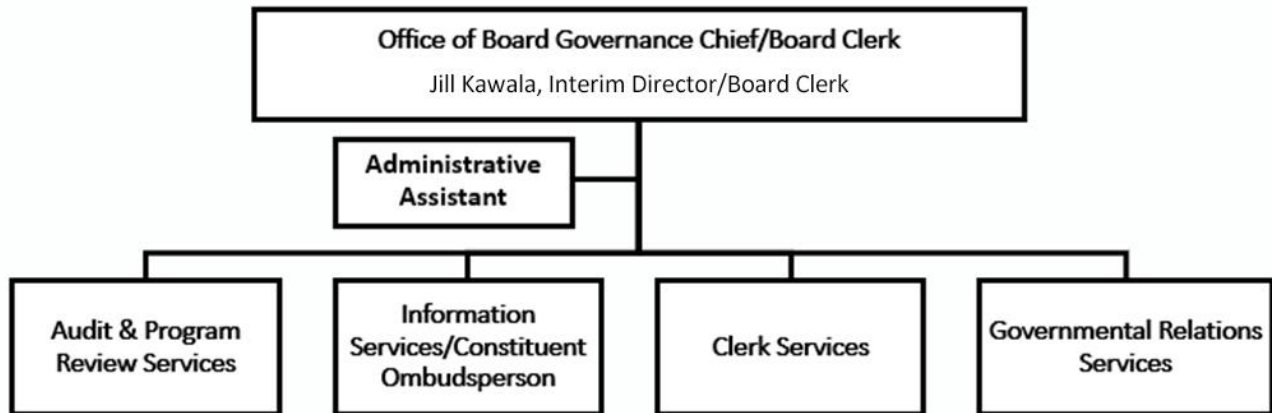 Office of Board Governance Chief/Board Clerk
Jill Kawala, Interim Director/Board Clerk
Administrative
Assistant
Audit & Program
Review Services
Information
Services/Constituent
Ombudsperson
Clerk Services
Governmental Relations
Services